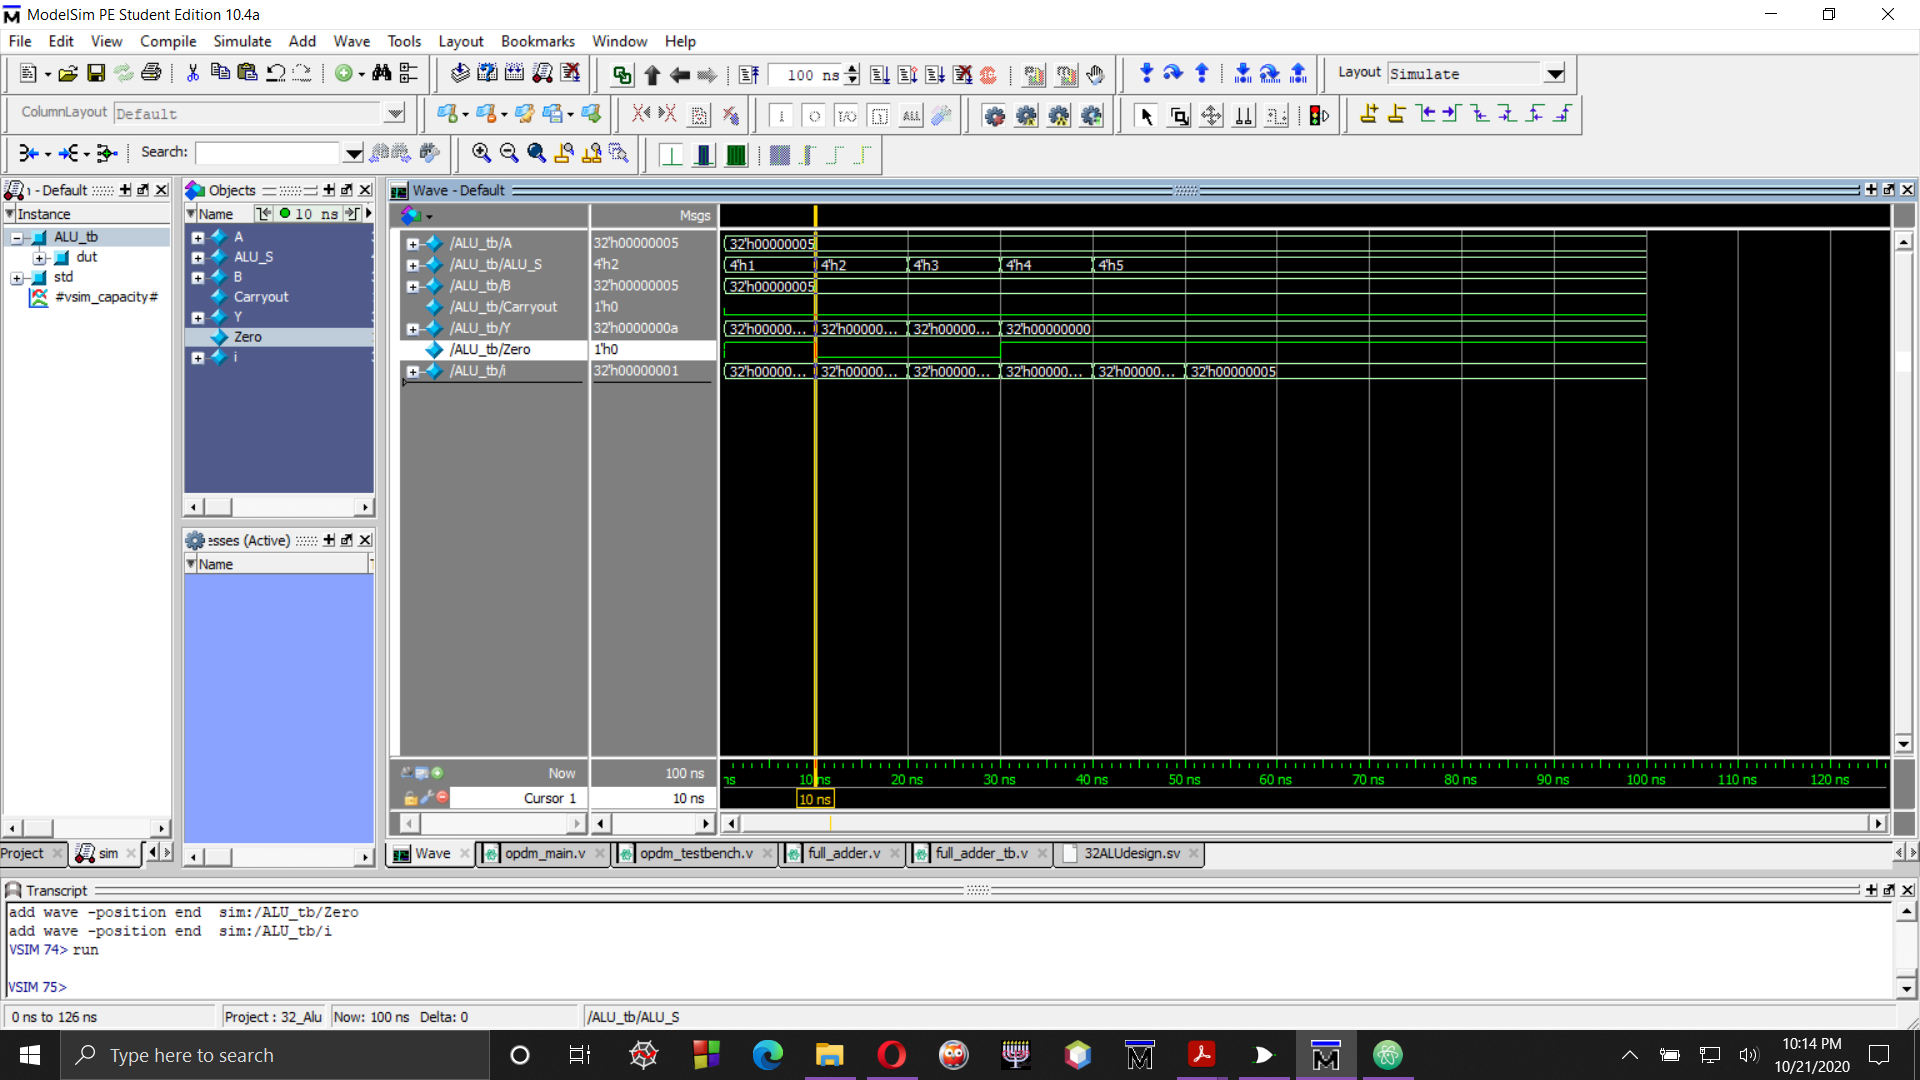 ModelSim PE Student Edition 10.4a
File Edit View Compile Simulate Add Wave Tools Layout Bookmarks Window Help
100 ns
Layout Simulate
ColumnLayout Default
I/O
ALL
Search:
- Default
Instance
ALU_tb
dut
std
#vsim_capacity#
Objects
Name 10 ns
A
ALU_S
B
Carryout
Y
Zero
i
esses (Active)
Name
Wave - Default
Msgs
/ALU_tb/A 32'h00000005 32'h00000005
/ALU_tb/ALU_S 4'h2 4'h1 4'h2 4'h3 4'h4 4'h5
/ALU_tb/B 32'h00000005 32'h00000005
/ALU_tb/Carryout 1'h0
/ALU_tb/Y 32'h0000000a 32'h00000... 32'h00000... 32'h00000... 32'h00000000
/ALU_tb/Zero 1'h0
/ALU_tb/i 32'h00000001 32'h00000... 32'h00000... 32'h00000... 32'h00000... 32'h00000... 32'h00000005
Now 100 ns
ns 10 ns 20 ns 30 ns 40 ns 50 ns 60 ns 70 ns 80 ns 90 ns 100 ns 110 ns 120 ns
Cursor 1 10 ns
10 ns
Project sim
Wave opdm_main.v opdm_testbench.v full_adder.v full_adder_tb.v 32ALUdesign.sv
Transcript
add wave -position end sim:/ALU_tb/Zero
add wave -position end sim:/ALU_tb/i
VSIM 74> run
VSIM 75>
0 ns to 126 ns Project : 32_Alu Now: 100 ns Delta: 0 /ALU_tb/ALU_S
Type here to search
10:14 PM
10/21/2020